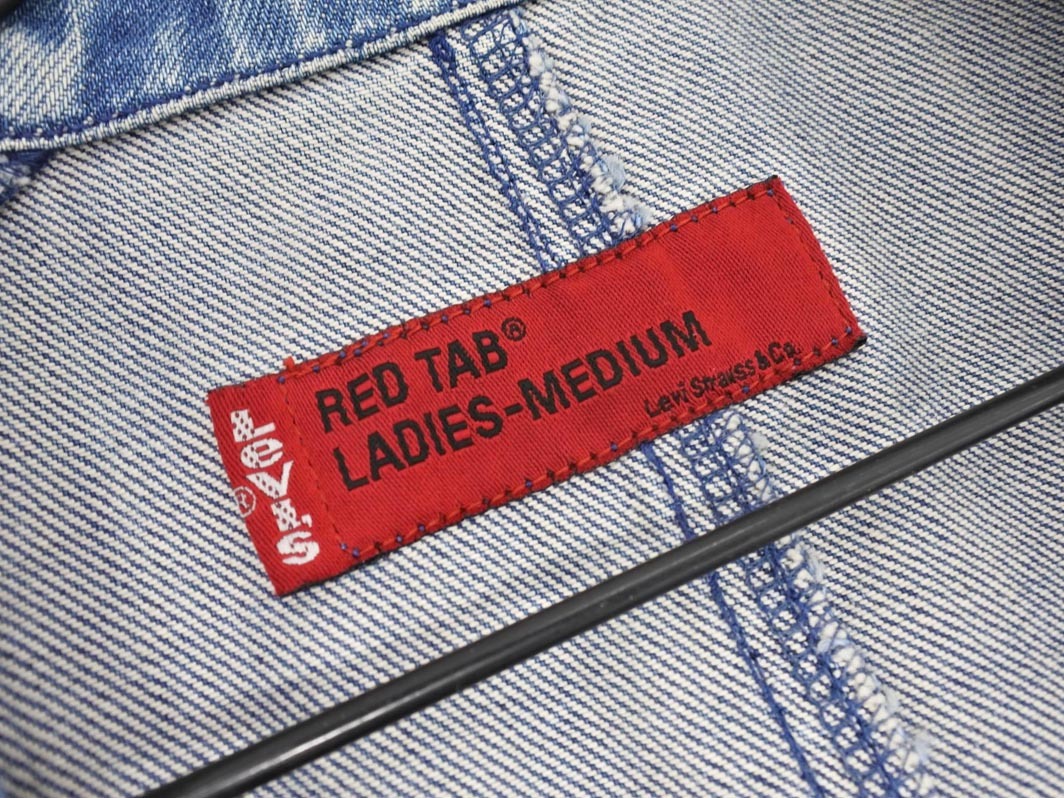 LEVI'S
®
RED TAB®
LADIES-MEDIUM
Levi Strauss & Co.